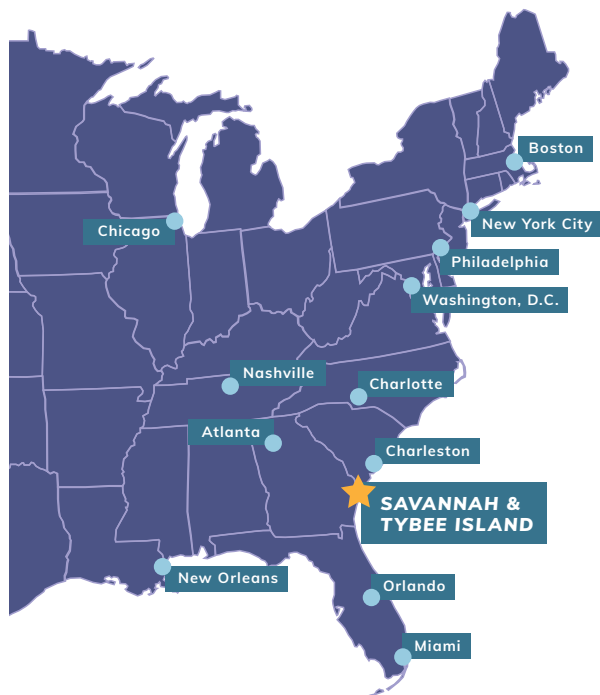 Boston
Chicago
New York City
Philadelphia
Washington, D.C.
Nashville
Charlotte
Atlanta
Charleston
SAVANNAH &
TYBEE ISLAND
New Orleans
Orlando
Miami